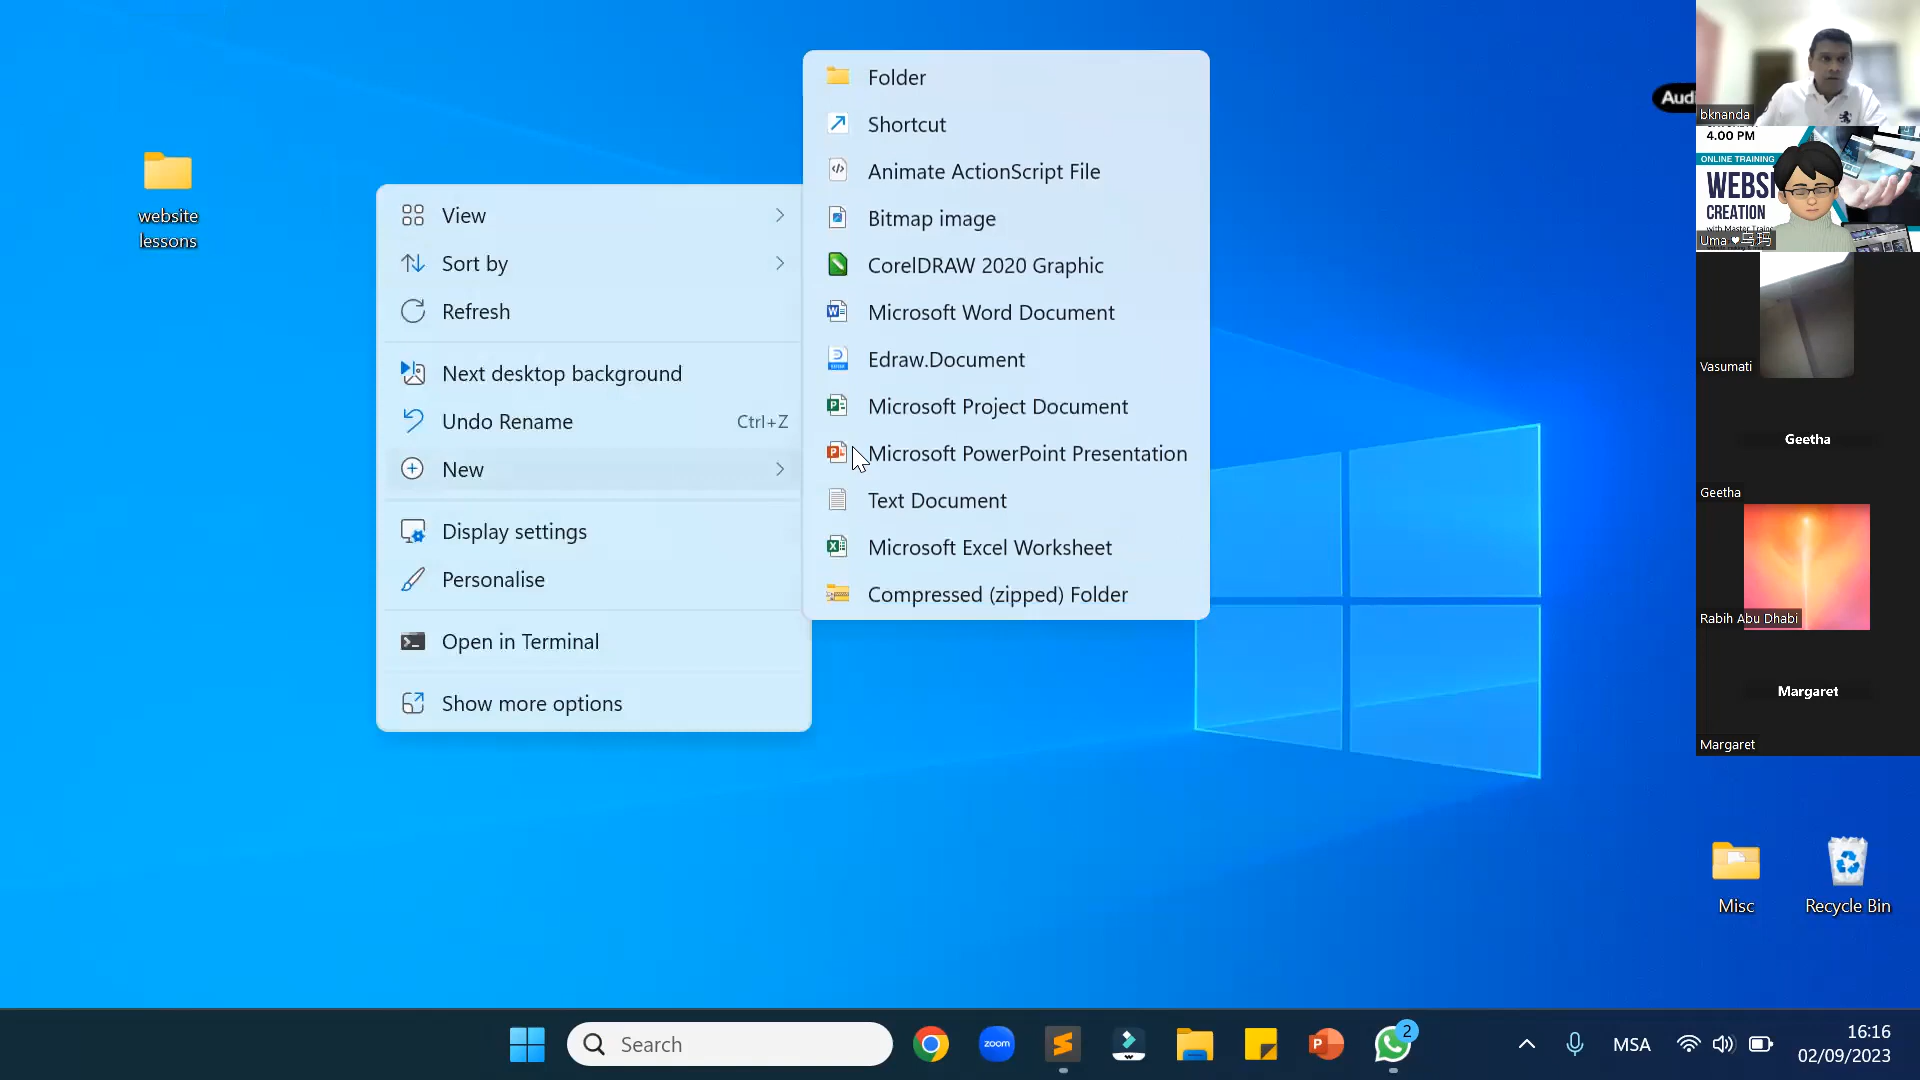 website
lessons
View
Sort by
Refresh
Next desktop background
Undo Rename Ctrl+Z
New
Display settings
Personalise
Open in Terminal
Show more options
Folder
Shortcut
Animate ActionScript File
Bitmap image
CorelDRAW 2020 Graphic
Microsoft Word Document
Edraw.Document
Microsoft Project Document
Microsoft PowerPoint Presentation
Text Document
Microsoft Excel Worksheet
Compressed (zipped) Folder
bknanda
4.00 PM
ONLINE TRAINING
CREATION
Uma ❤乌玛
Vasumati
Geetha
Geetha
Rabih Abu Dhabi
Margaret
Margaret
Misc
Recycle Bin
Search
zoom
2
MSA
16:16
02/09/2023